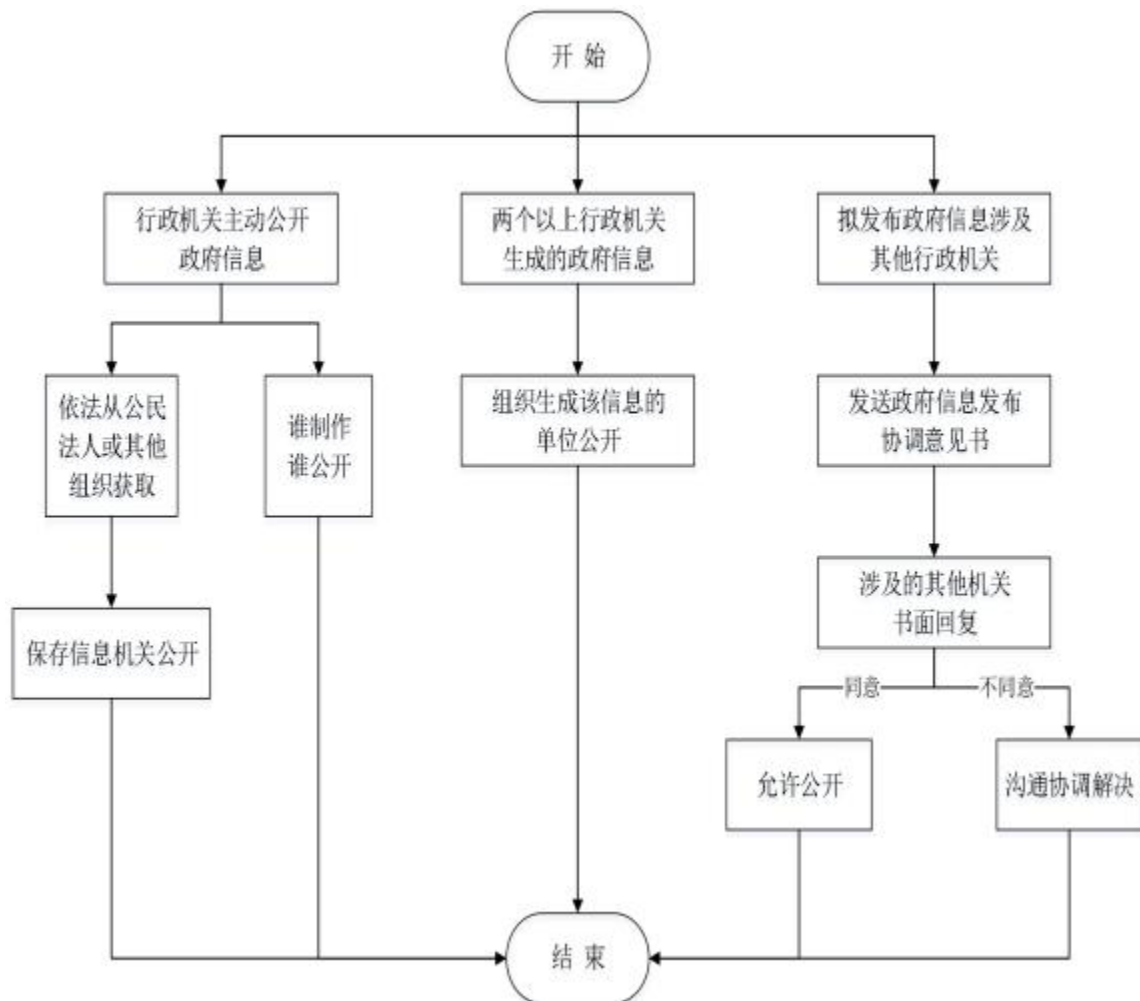 开 始
行政机关主动公开
政府信息
两个以上行政机关
生成的政府信息
拟发布政府信息涉及
其他行政机关
依法从公民
法人或其他
组织获取
谁制作
谁公开
组织生成该信息的
单位公开
发送政府信息发布
协调意见书
保存信息机关公开
涉及的其他机关
书面回复
同意
不同意
允许公开
沟通协调解决
结 束